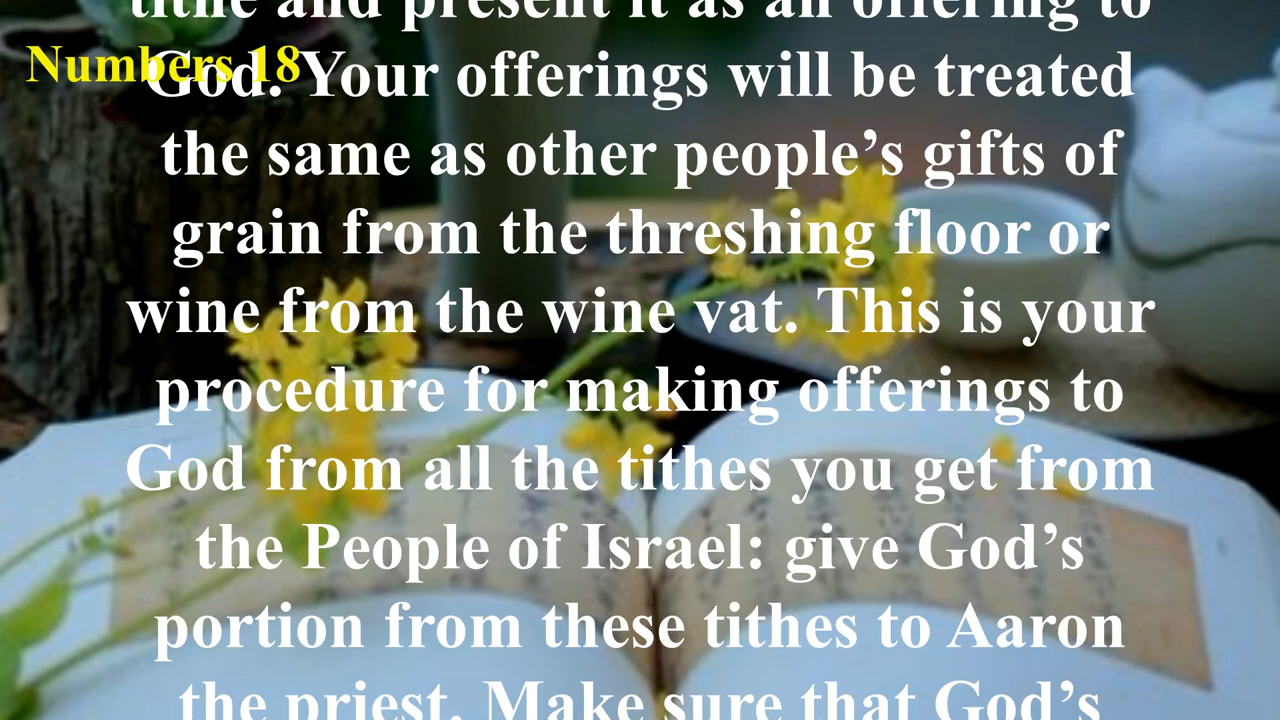 tithe and present it as an offering to
Numbers 18
God. Your offerings will be treated
the same as other people’s gifts of
grain from the threshing floor or
wine from the wine vat. This is your
procedure for making offerings to
God from all the tithes you get from
the People of Israel: give God’s
portion from these tithes to Aaron
the priest. Make sure that God’s